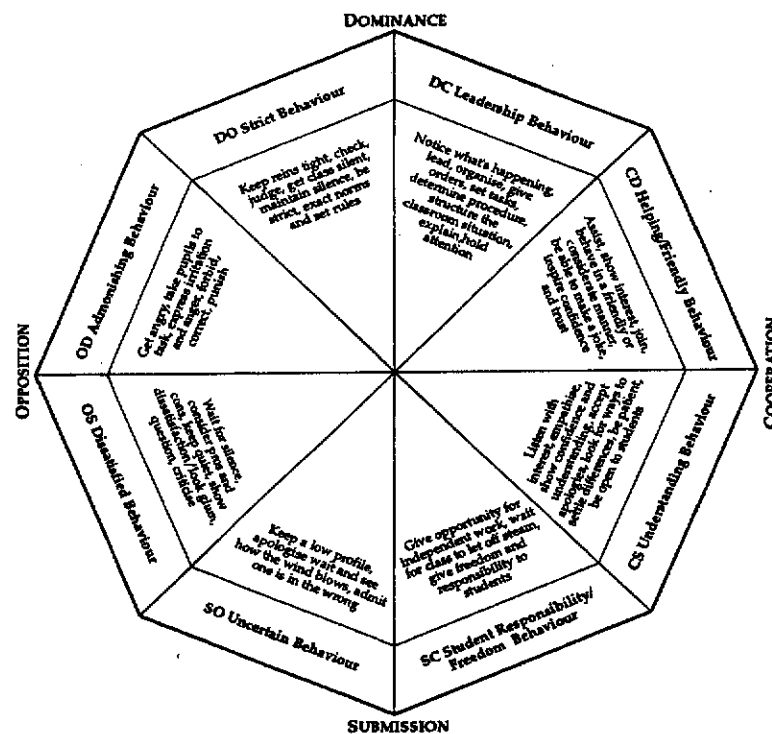 DOMINANCE
DC Leadership Behaviour
Notice what's happening,
lead, organise, give
orders, set tasks,
determine procedure,
structure the
classroom situation,
explain,hold
attention
CD Helping/Friendly Behaviour
Assist, show interest, join,
behave in a friendly or
considerate manner,
be able to make a joke,
inspire confidence
and trust
COOPERATION
CS Understanding Behaviour
Listen with
interest, empathise,
show confidence and
understanding, accept
apologies, look for ways to
settle differences, be patient,
be open to students
SC Student Responsibility/
Freedom Behaviour
Give opportunity for
independent work, wait
for class to let off steam,
give freedom and
responsibility to
students
SUBMISSION
SO Uncertain Behaviour
Keep a low profile,
apologise wait and see
how the wind blows, admit
one is in the wrong
OS Dissatisfied Behaviour
Wait for silence,
consider pros and
cons, keep quiet, show
dissatisfaction/look glum,
question, criticise
OPPOSITION
OD Admonishing Behaviour
Get angry, take pupils to
task, express irritation
and anger, forbid,
correct, punish
DO Strict Behaviour
Keep reins tight, check,
judge, get class silent,
maintain silence, be
strict, exact norms
and set rules